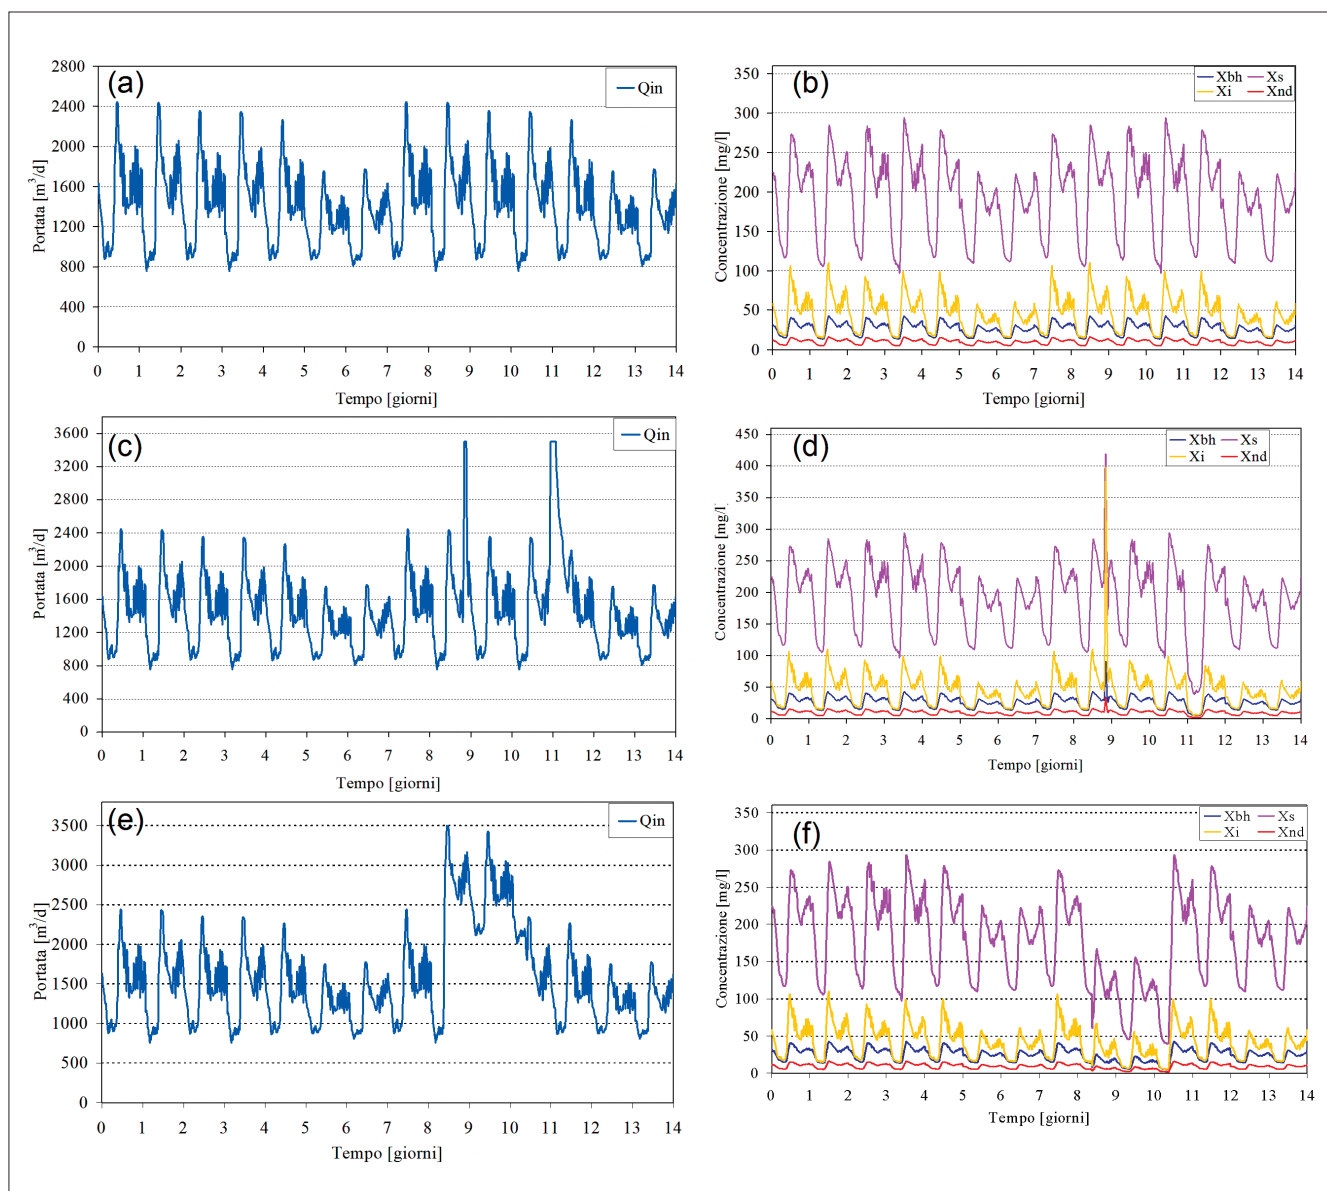 (a)
Qin
2800
2400
2000
1600
1200
800
400
0
Portata [m³/d]
0 1 2 3 4 5 6 7 8 9 10 11 12 13 14
Tempo [giorni]
(b)
Xbh Xs
Xi Xnd
350
300
250
200
150
100
50
0
Concentrazione [mg/l]
0 1 2 3 4 5 6 7 8 9 10 11 12 13 14
Tempo [giorni]
(c)
Qin
3600
3200
2800
2400
2000
1600
1200
800
400
0
Portata [m³/d]
0 1 2 3 4 5 6 7 8 9 10 11 12 13 14
Tempo [giorni]
(d)
Xbh Xs
Xi Xnd
450
400
350
300
250
200
150
100
50
0
Concentrazione [mg/l]
0 1 2 3 4 5 6 7 8 9 10 11 12 13 14
Tempo [giorni]
(e)
Qin
3500
3000
2500
2000
1500
1000
500
0
Portata [m³/d]
0 1 2 3 4 5 6 7 8 9 10 11 12 13 14
Tempo [giorni]
(f)
Xbh Xs
Xi Xnd
350
300
250
200
150
100
50
0
Concentrazione [mg/l]
0 1 2 3 4 5 6 7 8 9 10 11 12 13 14
Tempo [giorni]